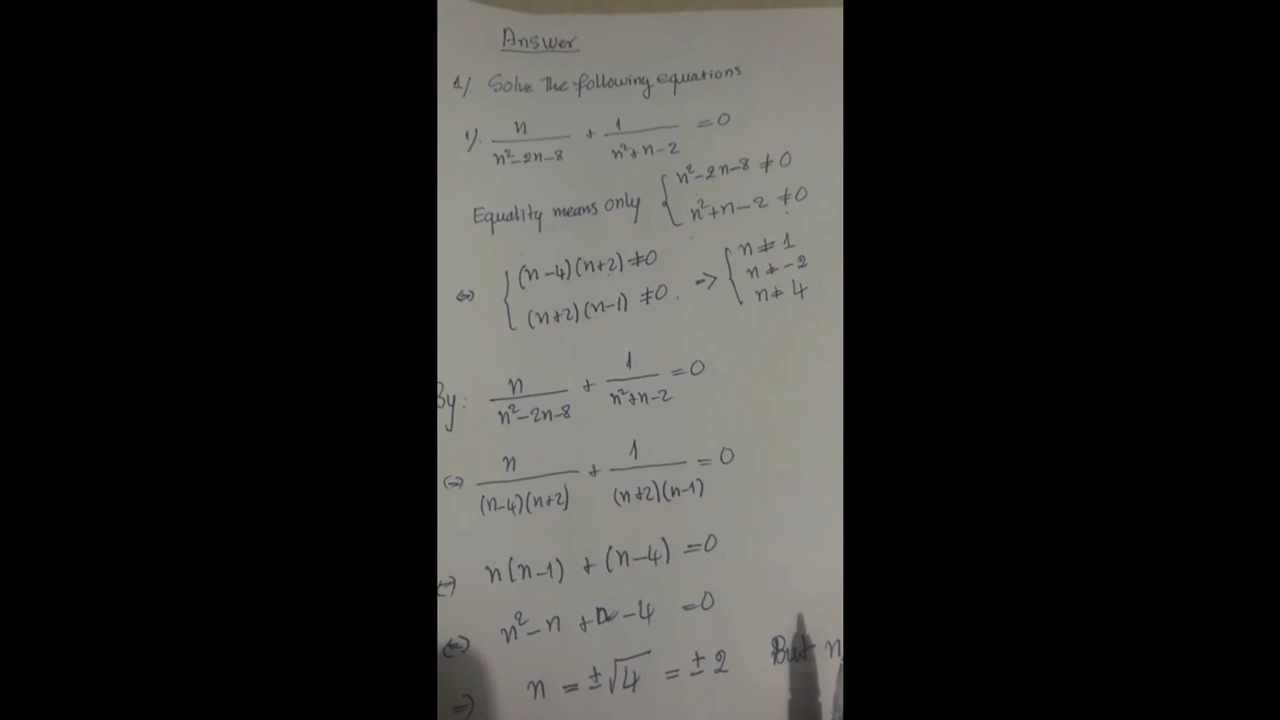 Answer
1/. Solve The following equations
1/. n/(n²-2n-8) + 1/(n²+n-2) = 0
Equality means only { n²-2n-8 ≠ 0
n²+n-2 ≠ 0
⇔ { (n-4)(n+2) ≠ 0
(n+2)(n-1) ≠ 0. => { n ≠ 1
n ≠ -2
n ≠ 4
By: n/(n²-2n-8) + 1/(n²+n-2) = 0
⇔ n/((n-4)(n+2)) + 1/((n+2)(n-1)) = 0
⇔ n(n-1) + (n-4) = 0
⇔ n²-n + n-4 = 0
⇒ n = ±√4 = ±2 But n